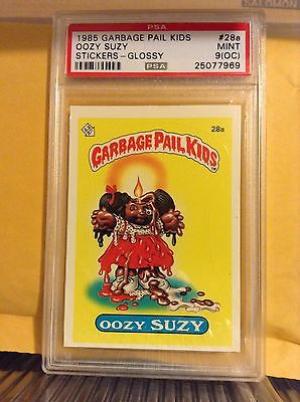 PSA
1985 GARBAGE PAIL KIDS #28a
OOZY SUZY MINT
STICKERS-GLOSSY 9(OC)
PSA 25077969
28a
GARBAGE PAIL KIDS
OOZY SUZY